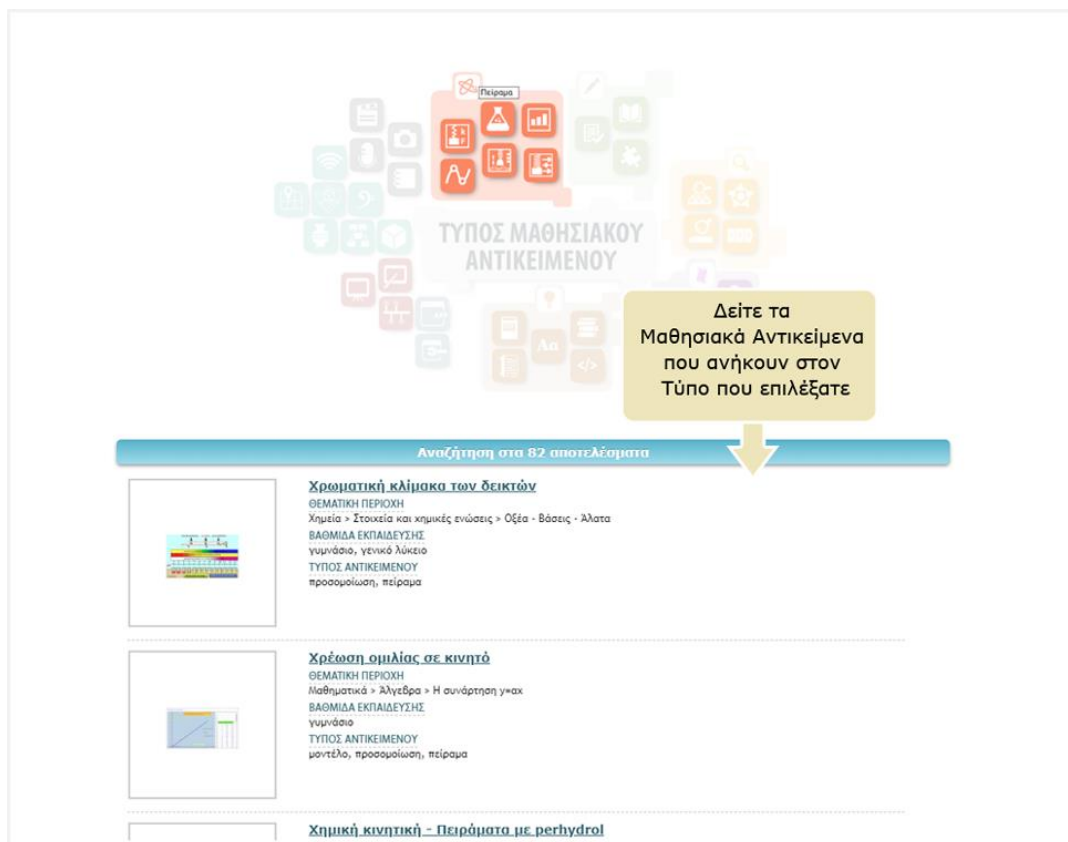 Πείραμα
ΤΥΠΟΣ ΜΑΘΗΣΙΑΚΟΥ
ΑΝΤΙΚΕΙΜΕΝΟΥ
Aα
</>
Δείτε τα
Μαθησιακά Αντικείμενα
που ανήκουν στον
Τύπο που επιλέξατε
Αναζήτηση στα 82 αποτελέσματα
Χρωματική κλίμακα των δεικτών
ΘΕΜΑΤΙΚΗ ΠΕΡΙΟΧΗ
Χημεία > Στοιχεία και χημικές ενώσεις > Οξέα - Βάσεις - Άλατα
ΒΑΘΜΙΔΑ ΕΚΠΑΙΔΕΥΣΗΣ
γυμνάσιο, γενικό λύκειο
ΤΥΠΟΣ ΑΝΤΙΚΕΙΜΕΝΟΥ
προσομοίωση, πείραμα
Χρέωση ομιλίας σε κινητό
ΘΕΜΑΤΙΚΗ ΠΕΡΙΟΧΗ
Μαθηματικά > Άλγεβρα > Η συνάρτηση y=αx
ΒΑΘΜΙΔΑ ΕΚΠΑΙΔΕΥΣΗΣ
γυμνάσιο
ΤΥΠΟΣ ΑΝΤΙΚΕΙΜΕΝΟΥ
μοντέλο, προσομοίωση, πείραμα
Χημική κινητική - Πειράματα με perhydrol